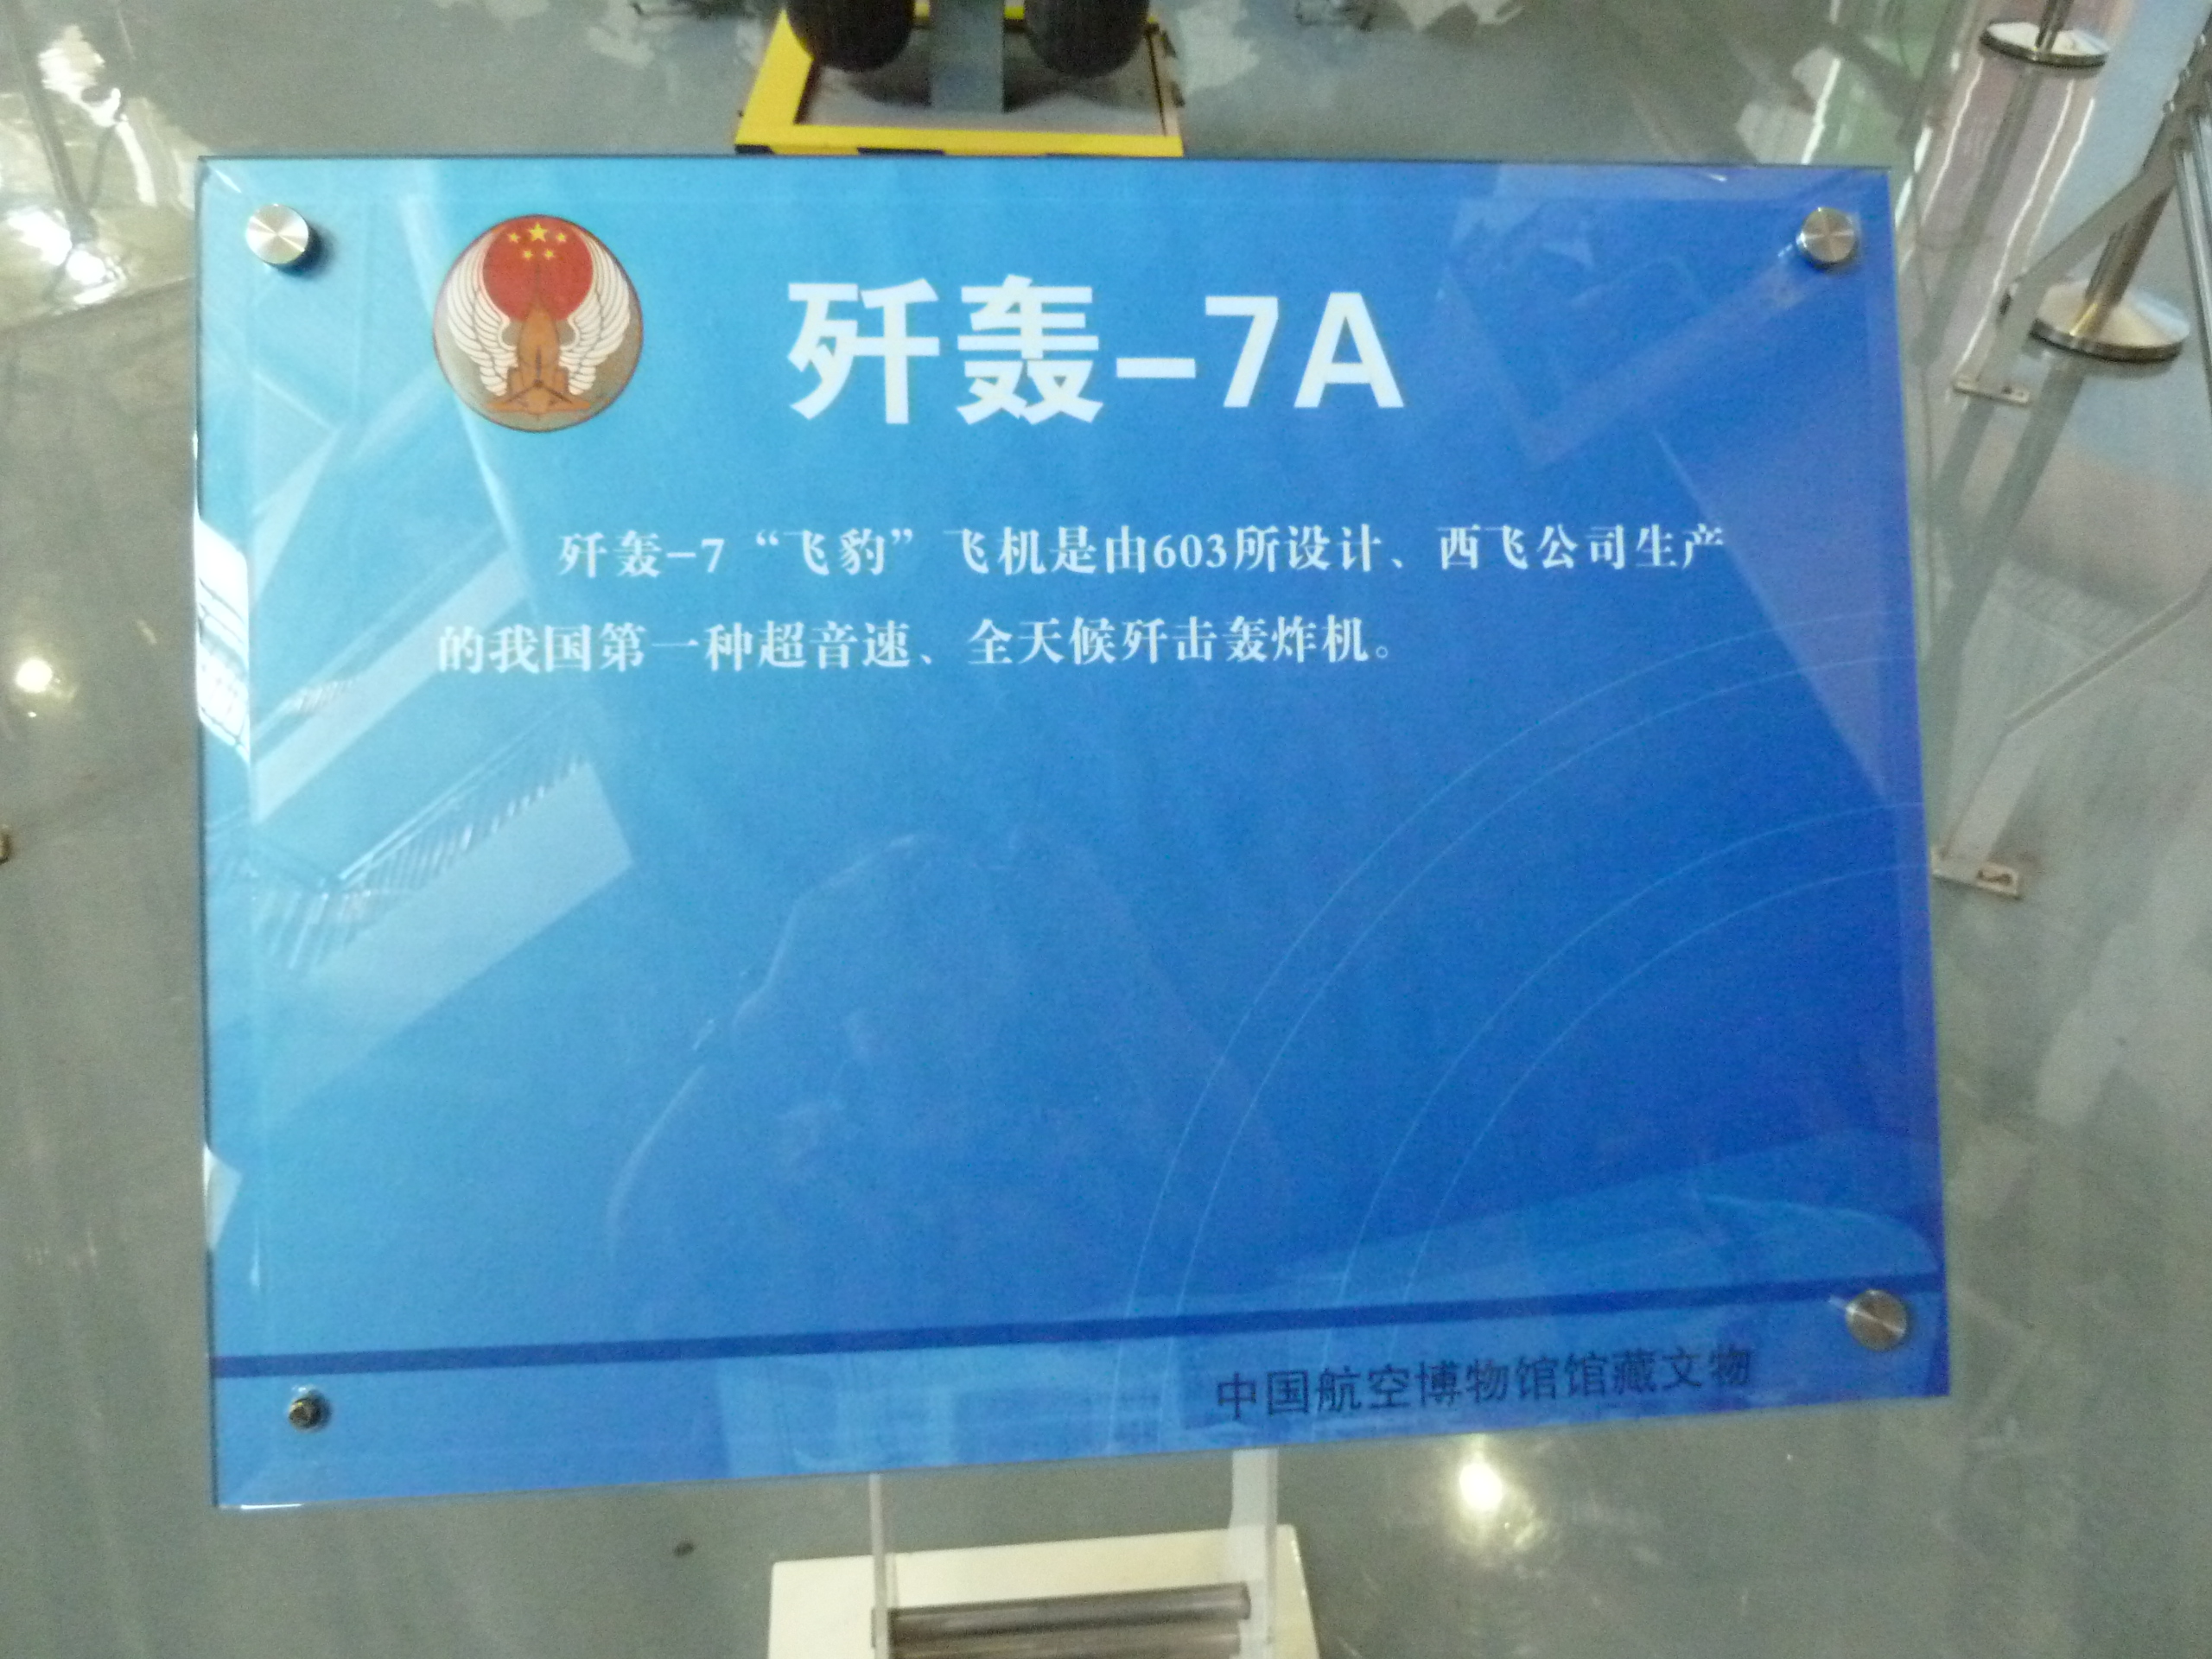 歼轰-7A
歼轰-7“飞豹”飞机是由603所设计、西飞公司生产
的我国第一种超音速、全天候歼击轰炸机。
中国航空博物馆馆藏文物